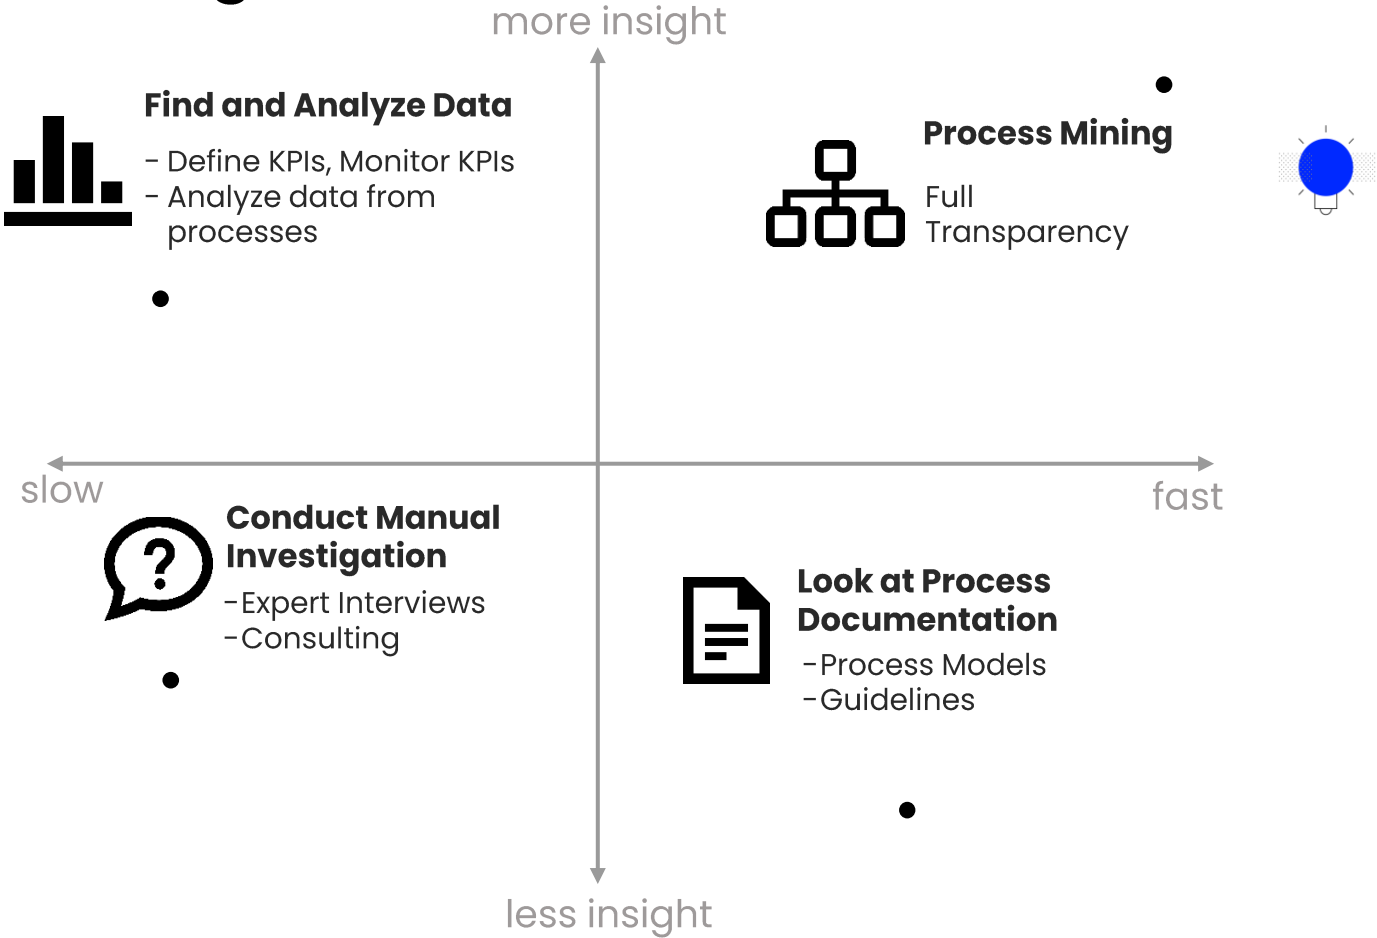 more insight
Find and Analyze Data
- Define KPIs, Monitor KPIs
- Analyze data from
processes
Process Mining
Full
Transparency
slow
fast
Conduct Manual
Investigation
?
-Expert Interviews
-Consulting
Look at Process
Documentation
-Process Models
-Guidelines
less insight